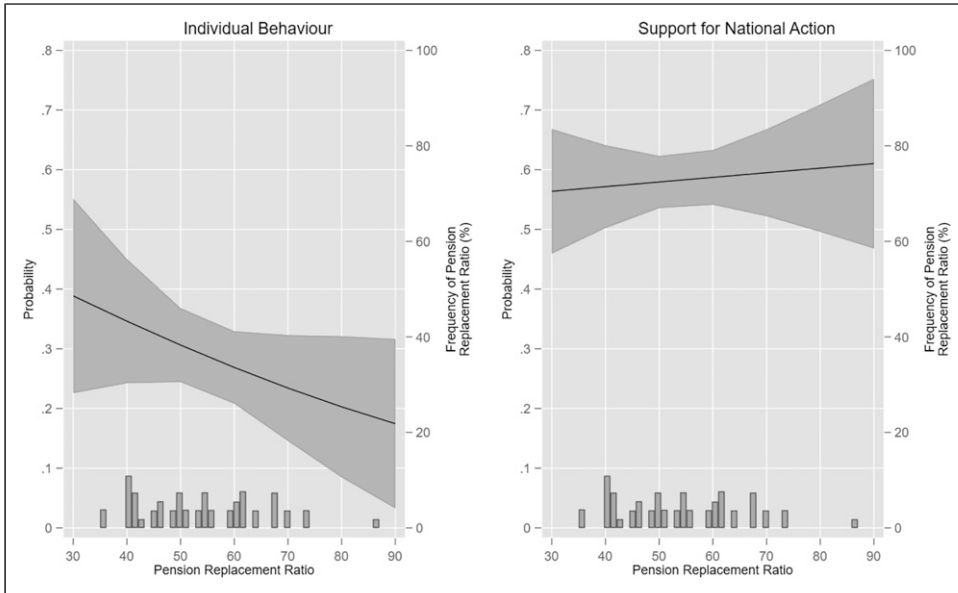 Individual Behaviour
.8
.7
.6
.5
.4
.3
.2
.1
0
Probability
100
80
60
40
20
0
Frequency of Pension
Replacement Ratio (%)
30 40 50 60 70 80 90
Pension Replacement Ratio
Support for National Action
.8
.7
.6
.5
.4
.3
.2
.1
0
Probability
100
80
60
40
20
0
Frequency of Pension
Replacement Ratio (%)
30 40 50 60 70 80 90
Pension Replacement Ratio